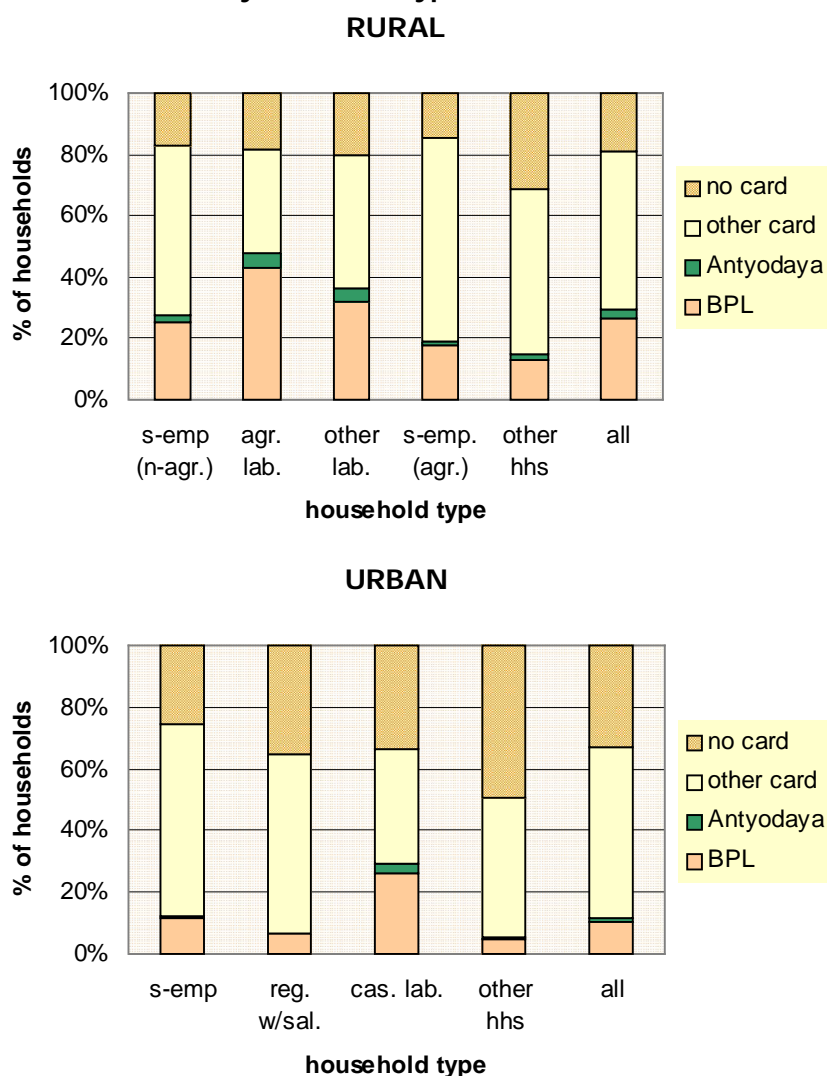 RURAL
100%
80%
60%
40%
20%
0%
% of households
s-emp (n-agr.)
agr. lab.
other lab.
s-emp. (agr.)
other hhs
all
household type
no card
other card
Antyodaya
BPL
URBAN
100%
80%
60%
40%
20%
0%
% of households
s-emp
reg. w/sal.
cas. lab.
other hhs
all
household type
no card
other card
Antyodaya
BPL